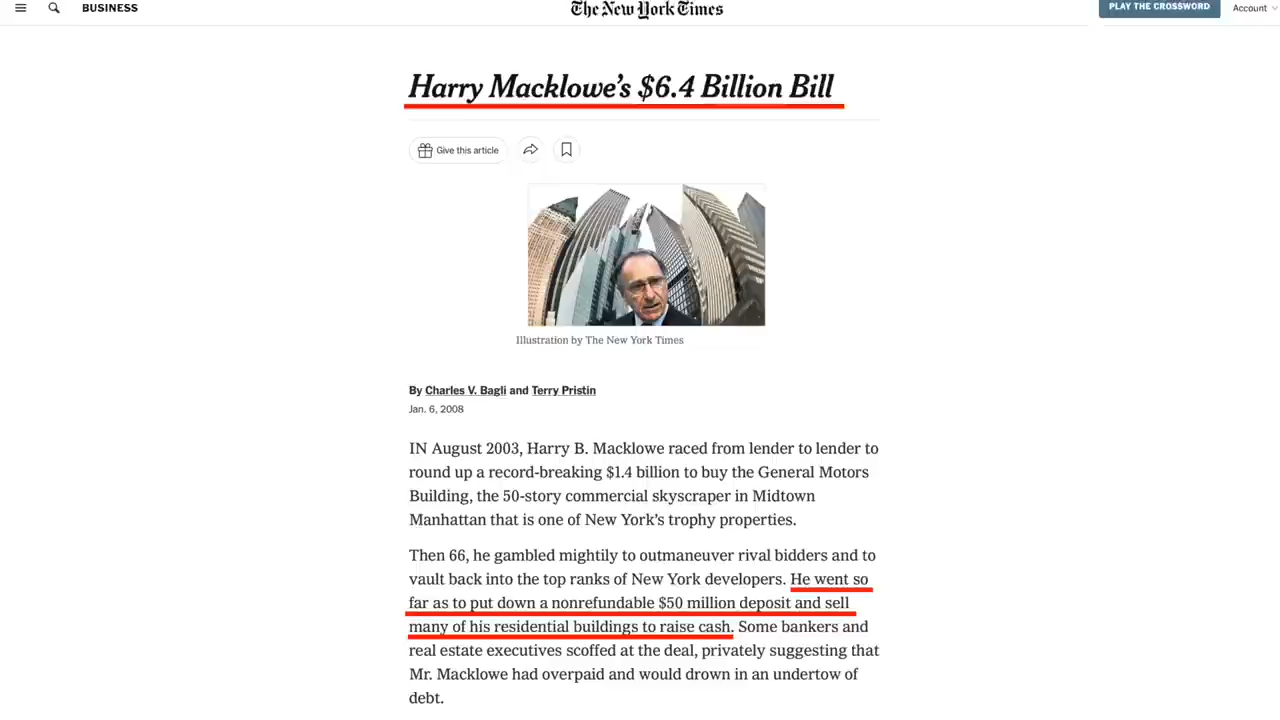 BUSINESS
The New York Times
PLAY THE CROSSWORD
Account
Harry Macklowe's $6.4 Billion Bill
Give this article
Illustration by The New York Times
By Charles V. Bagli and Terry Pristin
Jan. 6, 2008
IN August 2003, Harry B. Macklowe raced from lender to lender to
round up a record-breaking $1.4 billion to buy the General Motors
Building, the 50-story commercial skyscraper in Midtown
Manhattan that is one of New York's trophy properties.
Then 66, he gambled mightily to outmaneuver rival bidders and to
vault back into the top ranks of New York developers. He went so
far as to put down a nonrefundable $50 million deposit and sell
many of his residential buildings to raise cash. Some bankers and
real estate executives scoffed at the deal, privately suggesting that
Mr. Macklowe had overpaid and would drown in an undertow of
debt.